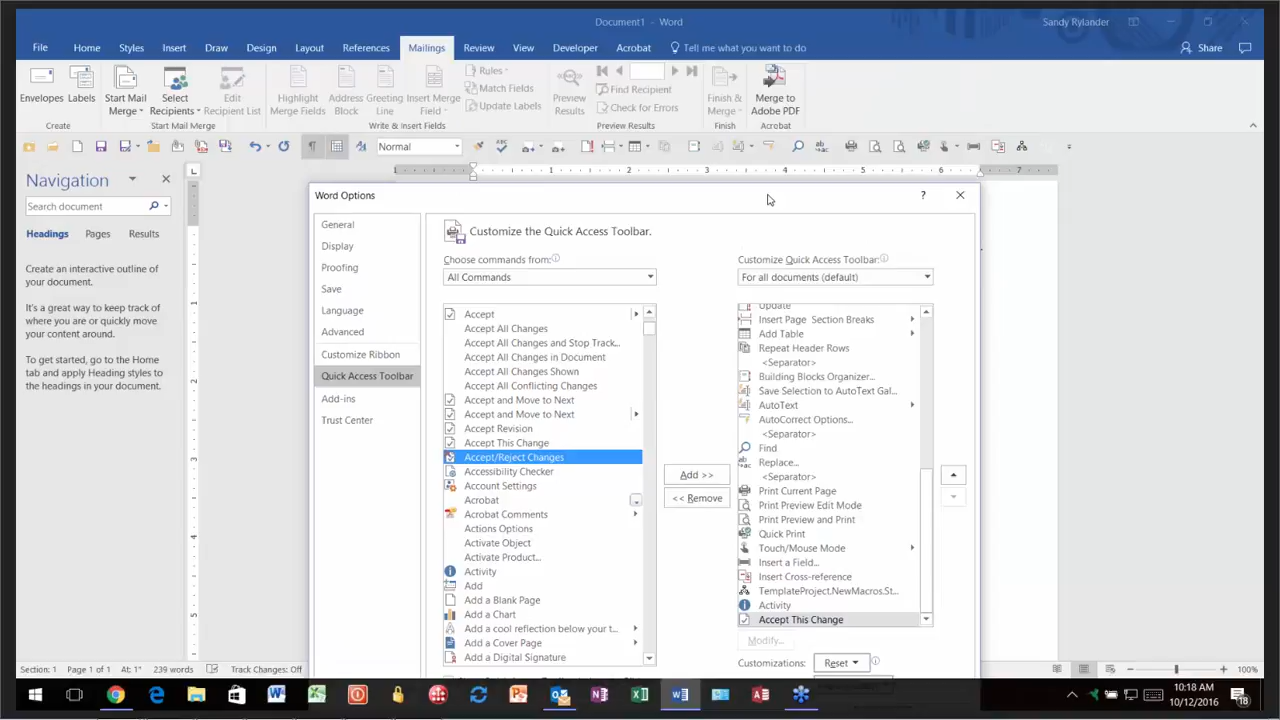 Document1 - Word
Sandy Rylander
File Home Styles Insert Draw Design Layout References Mailings Review View Developer Acrobat Tell me what you want to do Share
Envelopes Labels
Create
Start Mail Merge
Select Recipients
Edit Recipient List
Start Mail Merge
Highlight Merge Fields
Address Block
Greeting Line
Insert Merge Field
Rules
Match Fields
Update Labels
Write & Insert Fields
Preview Results
Find Recipient
Check for Errors
Preview Results
Finish & Merge
Finish
Merge to Adobe PDF
Acrobat
Normal
Navigation
Search document
Headings Pages Results
Create an interactive outline of
your document.
It's a great way to keep track of
where you are or quickly move
your content around.
To get started, go to the Home
tab and apply Heading styles to
the headings in your document.
1 1 2 3 4 5 6 7
1
2
3
4
5
Word Options
General
Display
Proofing
Save
Language
Advanced
Customize Ribbon
Quick Access Toolbar
Add-ins
Trust Center
Customize the Quick Access Toolbar.
Choose commands from:
All Commands
Accept
Accept All Changes
Accept All Changes and Stop Track...
Accept All Changes in Document
Accept All Changes Shown
Accept All Conflicting Changes
Accept and Move to Next
Accept and Move to Next
Accept Revision
Accept This Change
Accept/Reject Changes
Accessibility Checker
Account Settings
Acrobat
Acrobat Comments
Actions Options
Activate Object
Activate Product...
Activity
Add
Add a Blank Page
Add a Chart
Add a cool reflection below your t...
Add a Cover Page
Add a Digital Signature
Add >>
<< Remove
Customize Quick Access Toolbar:
For all documents (default)
Update
Insert Page Section Breaks
Add Table
Repeat Header Rows
<Separator>
Building Blocks Organizer...
Save Selection to AutoText Gal...
AutoText
AutoCorrect Options...
<Separator>
Find
Replace...
<Separator>
Print Current Page
Print Preview Edit Mode
Print Preview and Print
Quick Print
Touch/Mouse Mode
Insert a Field...
Insert Cross-reference
TemplateProject.NewMacros.St...
Activity
Accept This Change
Modify...
Customizations: Reset
Section: 1 Page 1 of 1 At: 1" 239 words Track Changes: Off 100%
10:18 AM
10/12/2016
18